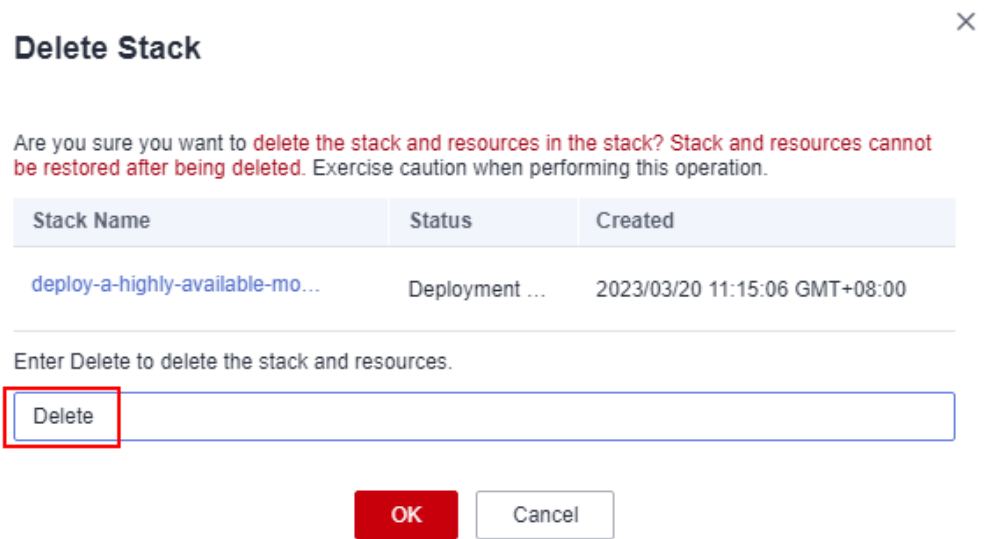 Delete Stack
Are you sure you want to delete the stack and resources in the stack? Stack and resources cannot
be restored after being deleted. Exercise caution when performing this operation.
Stack Name Status Created
deploy-a-highly-available-mo... Deployment ... 2023/03/20 11:15:06 GMT+08:00
Enter Delete to delete the stack and resources.
Delete
OK Cancel